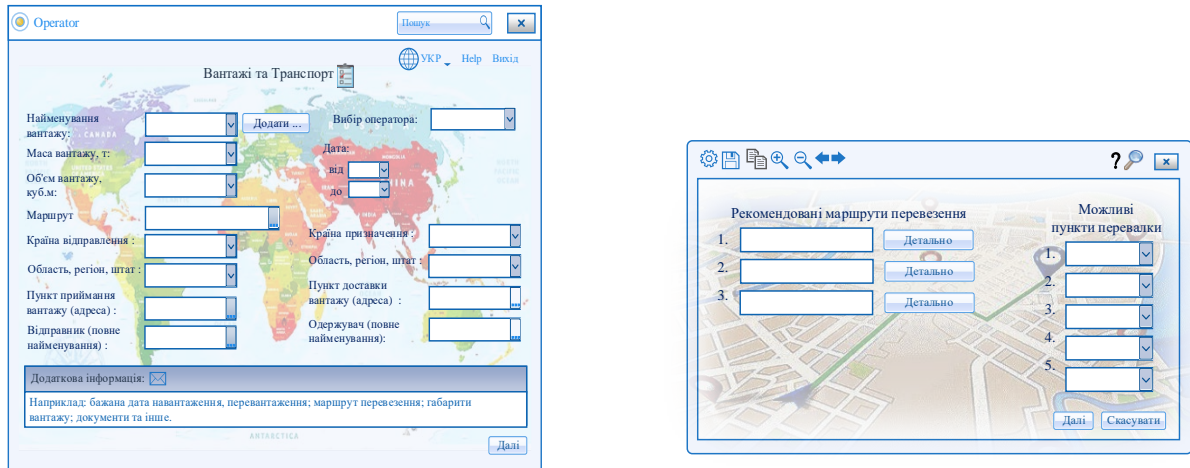 Operator
Пошук
УКР
Help
Вихід
Вантажі та Транспорт
Найменування
вантажу:
Додати ...
Вибір оператора:
Маса вантажу, т:
Дата:
від
до
Об'єм вантажу,
куб.м:
Маршрут
Країна відправлення :
Країна призначення :
Область, регіон, штат :
Область, регіон, штат :
Пункт приймання
вантажу (адреса) :
Пункт доставки
вантажу (адреса) :
Відправник (повне
найменування) :
Одержувач (повне
найменування):
Додаткова інформація:
Наприклад: бажана дата навантаження, перевантаження; маршрут перевезення; габарити
вантажу; документи та інше.
Далі
CANADA
CHINA
INDIA
ANTARCTICA
?
Рекомендовані маршрути перевезення
1.
Детально
2.
Детально
3.
Детально
Можливі
пункти перевалки
1.
2.
3.
4.
5.
Далі
Скасувати